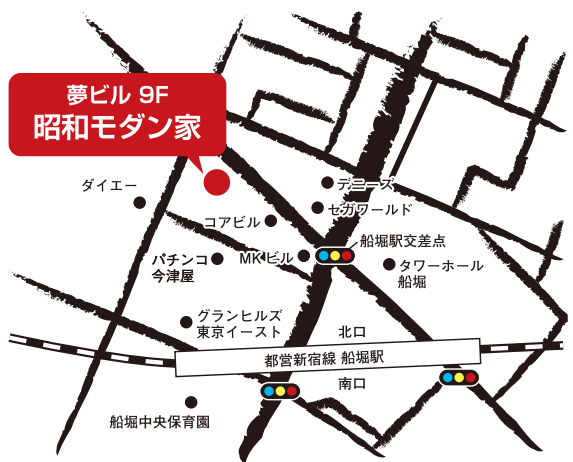 夢ビル 9F
昭和モダン家
ダイエー
デニーズ
セガワールド
コアビル
船堀駅交差点
パチンコ
今津屋
MK ビル
タワーホール
船堀
グランヒルズ
東京イースト
北口
都営新宿線 船堀駅
南口
船堀中央保育園